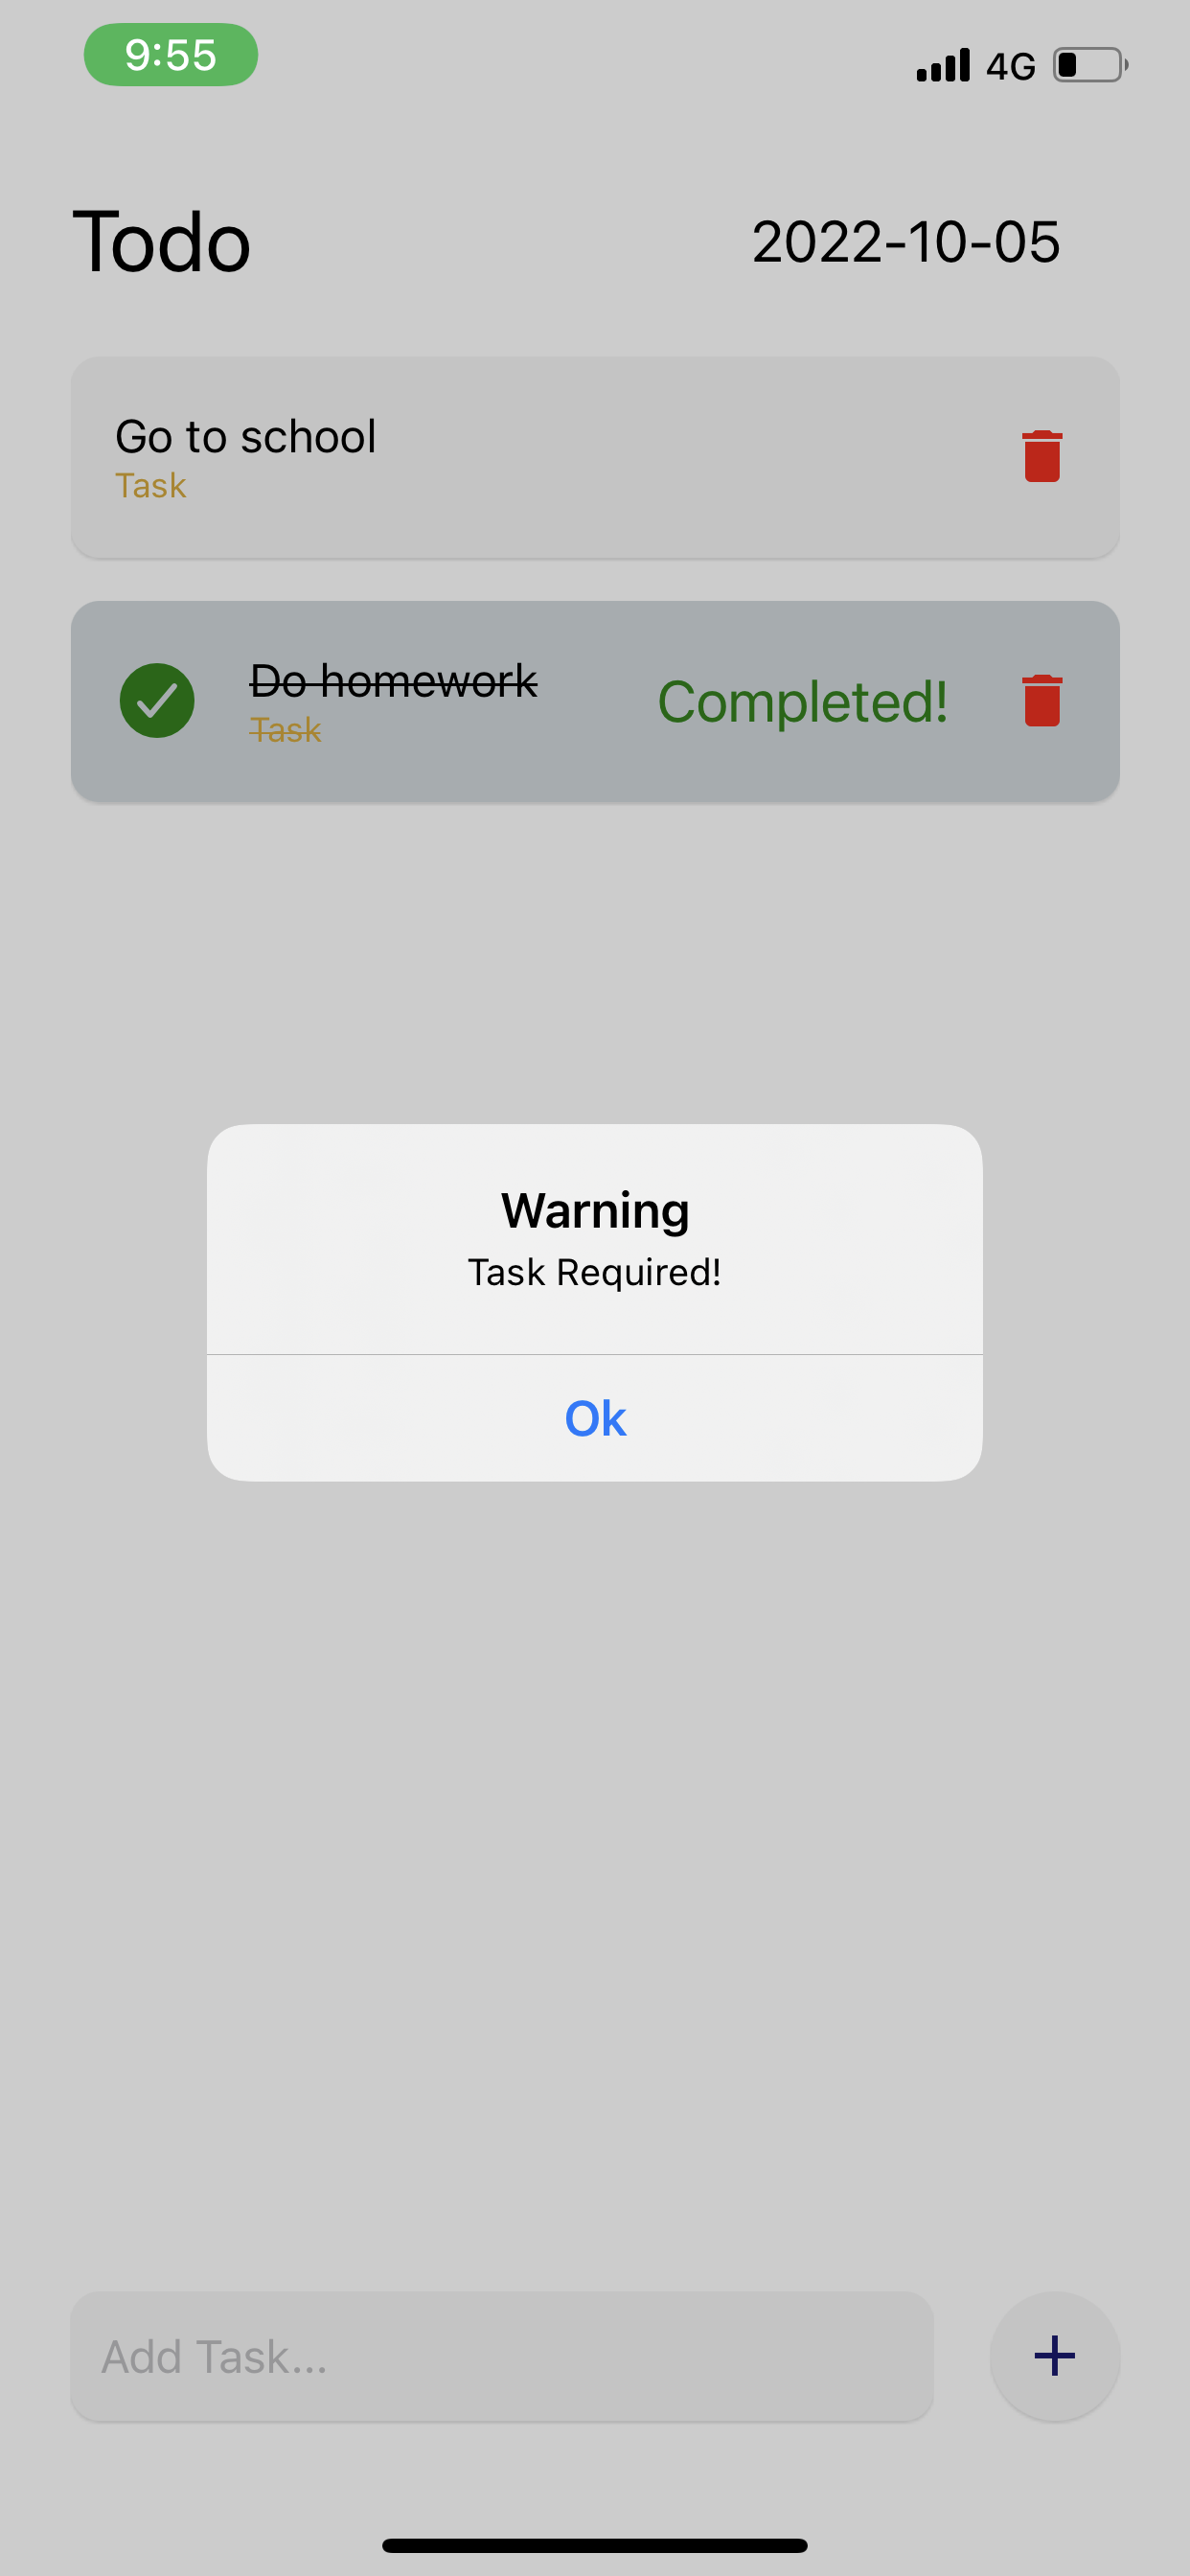 9:55
4G
Todo
2022-10-05
Go to school
Task
Do homework
Task
Completed!
Warning
Task Required!
Ok
Add Task...